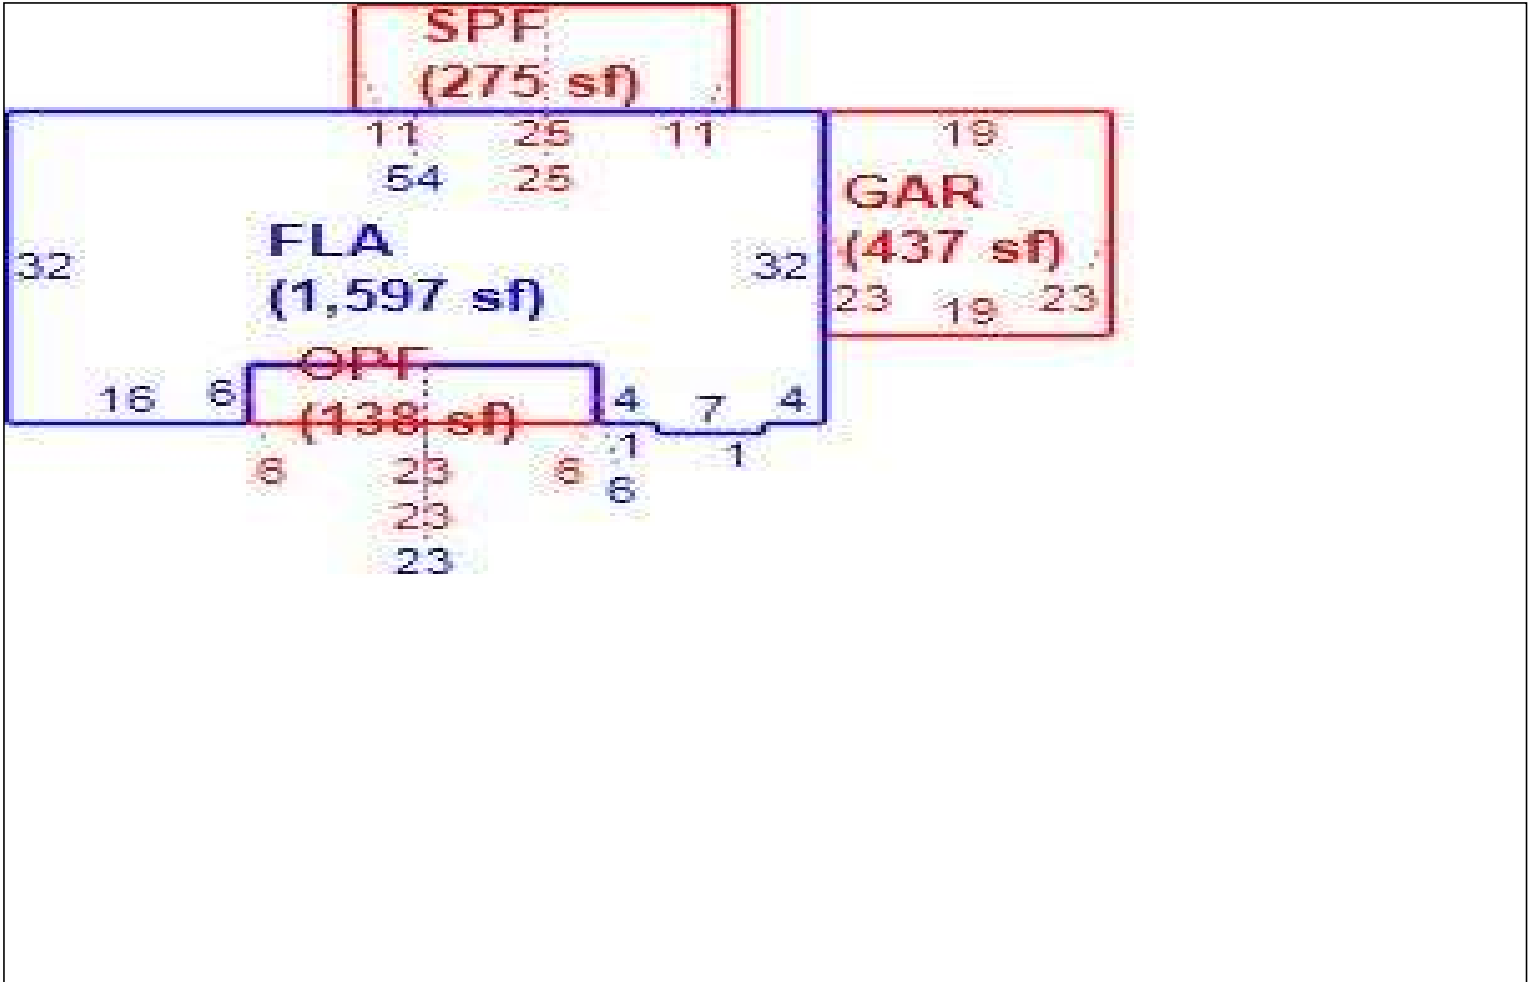 SPF
(275 sf)
11 25 11 19
54 25
GAR
FLA
(437 sf)
32 32
(1,597 sf)
23 19 23
OPF
16 6 4 7 4
(138 sf)
1 1
6 23 6
6
23
23